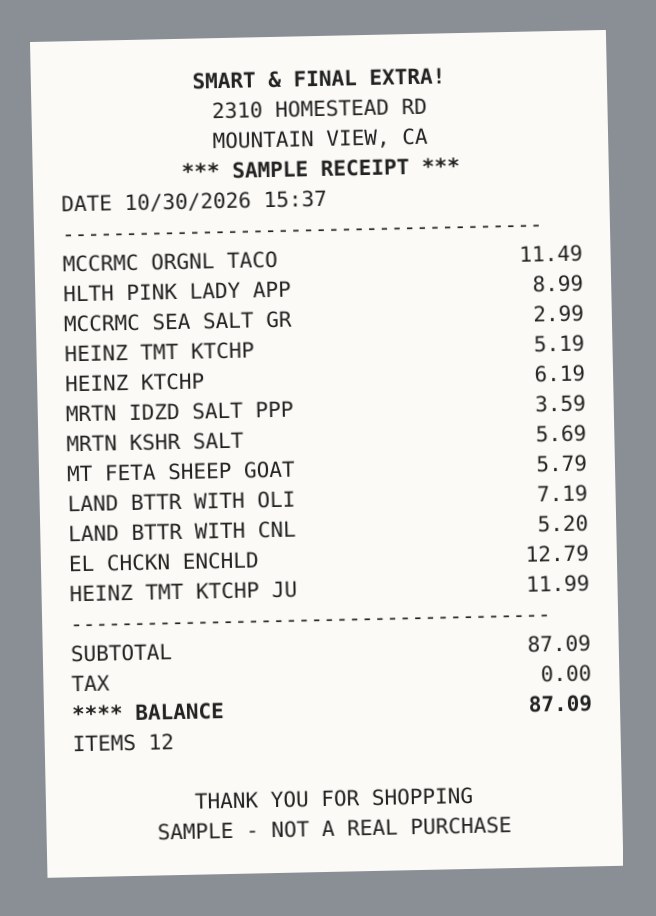 SMART & FINAL EXTRA!
2310 HOMESTEAD RD
MOUNTAIN VIEW, CA
*** SAMPLE RECEIPT ***
DATE 10/30/2026 15:37
--------------------------------------
MCCRMC ORGNL TACO 11.49
HLTH PINK LADY APP 8.99
MCCRMC SEA SALT GR 2.99
HEINZ TMT KTCHP 5.19
HEINZ KTCHP 6.19
MRTN IDZD SALT PPP 3.59
MRTN KSHR SALT 5.69
MT FETA SHEEP GOAT 5.79
LAND BTTR WITH OLI 7.19
LAND BTTR WITH CNL 5.20
EL CHCKN ENCHLD 12.79
HEINZ TMT KTCHP JU 11.99
--------------------------------------
SUBTOTAL 87.09
TAX 0.00
**** BALANCE 87.09
ITEMS 12
THANK YOU FOR SHOPPING
SAMPLE - NOT A REAL PURCHASE